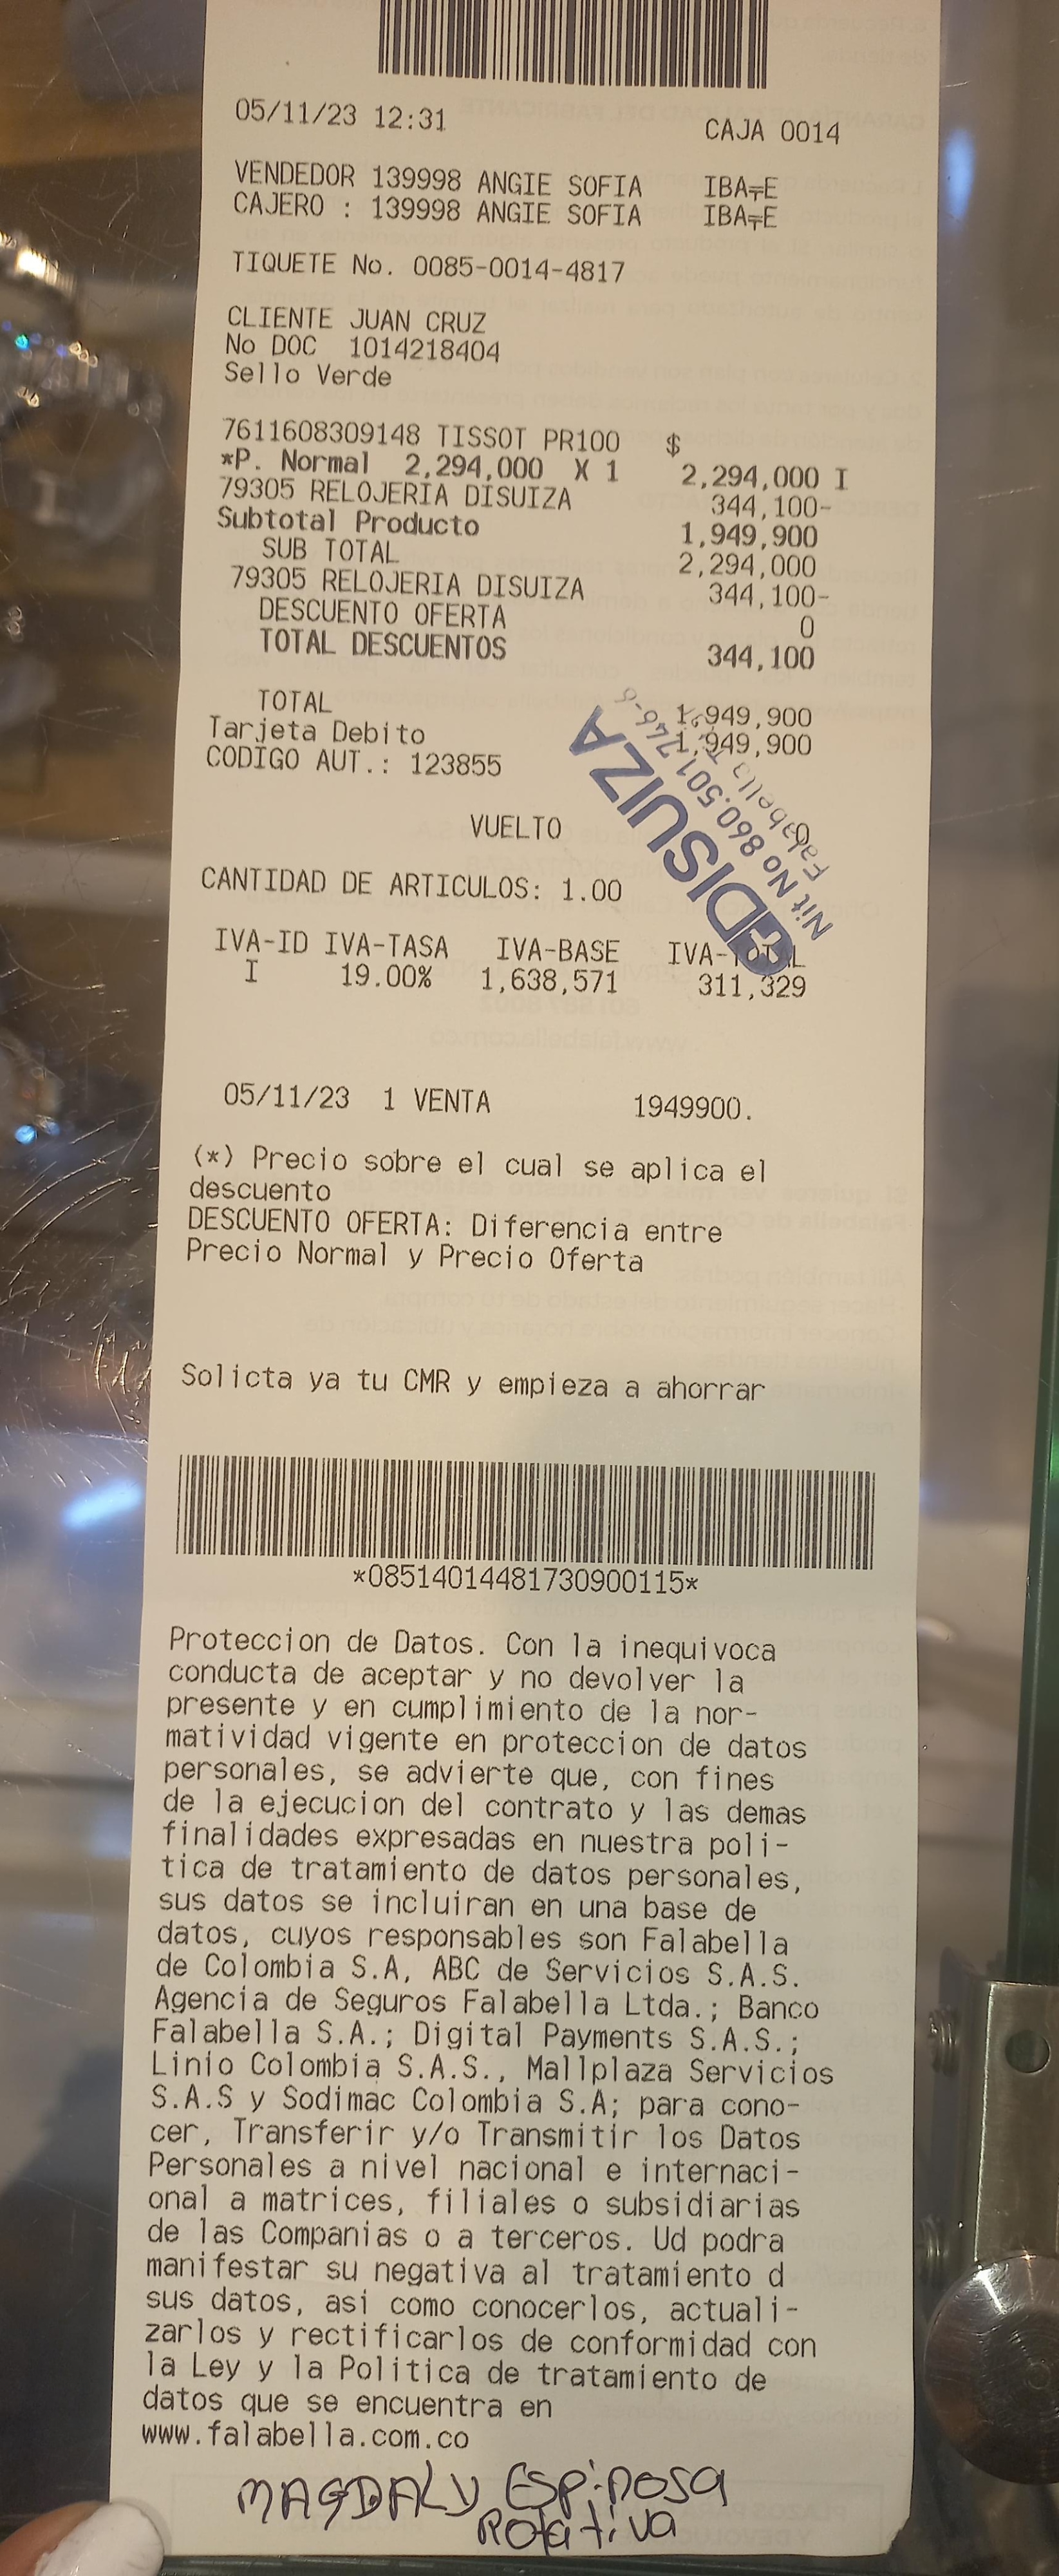 05/11/23 12:31 CAJA 0014
VENDEDOR 139998 ANGIE SOFIA IBA╤E
CAJERO : 139998 ANGIE SOFIA IBA╤E
TIQUETE No. 0085-0014-4817
CLIENTE JUAN CRUZ
No DOC 1014218404
Sello Verde
7611608309148 TISSOT PR100 $
*P. Normal 2,294,000 X 1 2,294,000 I
79305 RELOJERIA DISUIZA 344,100-
Subtotal Producto 1,949,900
SUB TOTAL 2,294,000
79305 RELOJERIA DISUIZA 344,100-
DESCUENTO OFERTA 0
TOTAL DESCUENTOS 344,100
TOTAL 1,949,900
Tarjeta Debito 1,949,900
CODIGO AUT.: 123855
DISUIZA
Nit No 860.501.746-6
Falabella
VUELTO
CANTIDAD DE ARTICULOS: 1.00
IVA-ID IVA-TASA IVA-BASE IVA-TOTAL
I 19.00% 1,638,571 311,329
05/11/23 1 VENTA 1949900.
(*) Precio sobre el cual se aplica el
descuento
DESCUENTO OFERTA: Diferencia entre
Precio Normal y Precio Oferta
Solicta ya tu CMR y empieza a ahorrar
*08514014481730900115*
Proteccion de Datos. Con la inequivoca
conducta de aceptar y no devolver la
presente y en cumplimiento de la nor-
matividad vigente en proteccion de datos
personales, se advierte que, con fines
de la ejecucion del contrato y las demas
finalidades expresadas en nuestra poli-
tica de tratamiento de datos personales,
sus datos se incluiran en una base de
datos, cuyos responsables son Falabella
de Colombia S.A, ABC de Servicios S.A.S.
Agencia de Seguros Falabella Ltda.; Banco
Falabella S.A.; Digital Payments S.A.S.;
Linio Colombia S.A.S., Mallplaza Servicios
S.A.S y Sodimac Colombia S.A; para cono-
cer, Transferir y/o Transmitir los Datos
Personales a nivel nacional e internaci-
onal a matrices, filiales o subsidiarias
de las Companias o a terceros. Ud podra
manifestar su negativa al tratamiento d
sus datos, asi como conocerlos, actuali-
zarlos y rectificarlos de conformidad con
la Ley y la Politica de tratamiento de
datos que se encuentra en
www.falabella.com.co
MAGDALY Espinosa
Rotativa